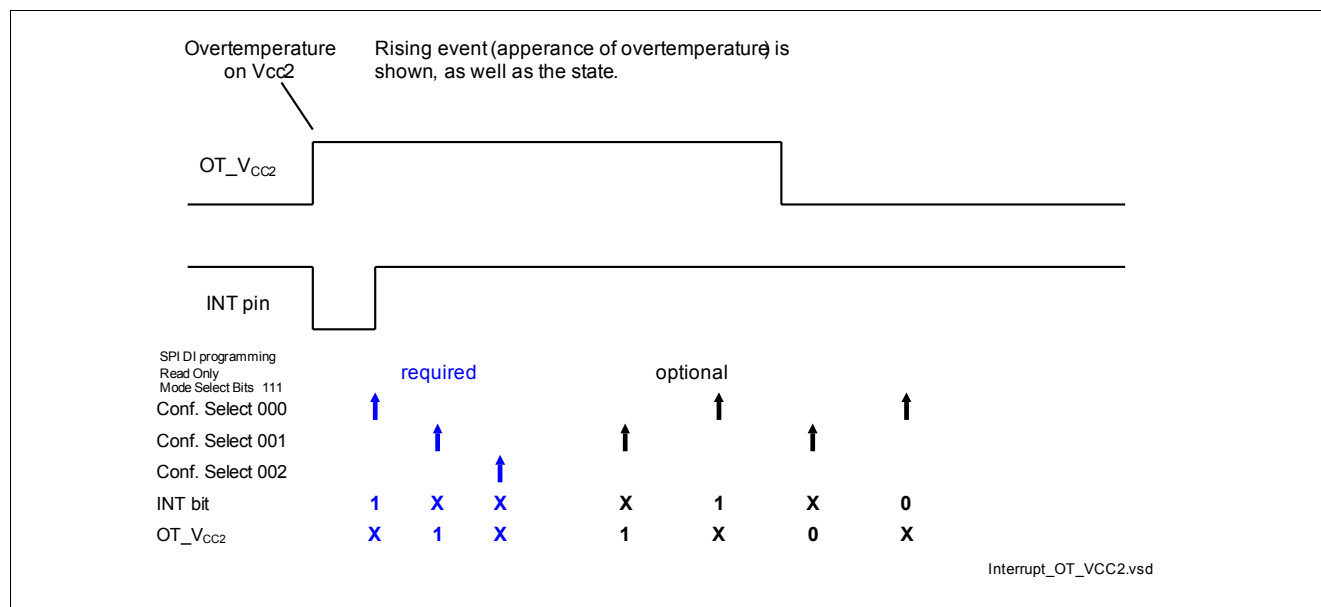 Overtemperature
on Vcc2
Rising event (apperance of overtemperature) is
shown, as well as the state.
OT_VCC2
INT pin
SPI DI programming
Read Only
Mode Select Bits 111
required optional
Conf. Select 000
Conf. Select 001
Conf. Select 002
INT bit 1 X X X 1 X 0
OT_VCC2 X 1 X 1 X 0 X
Interrupt_OT_VCC2.vsd